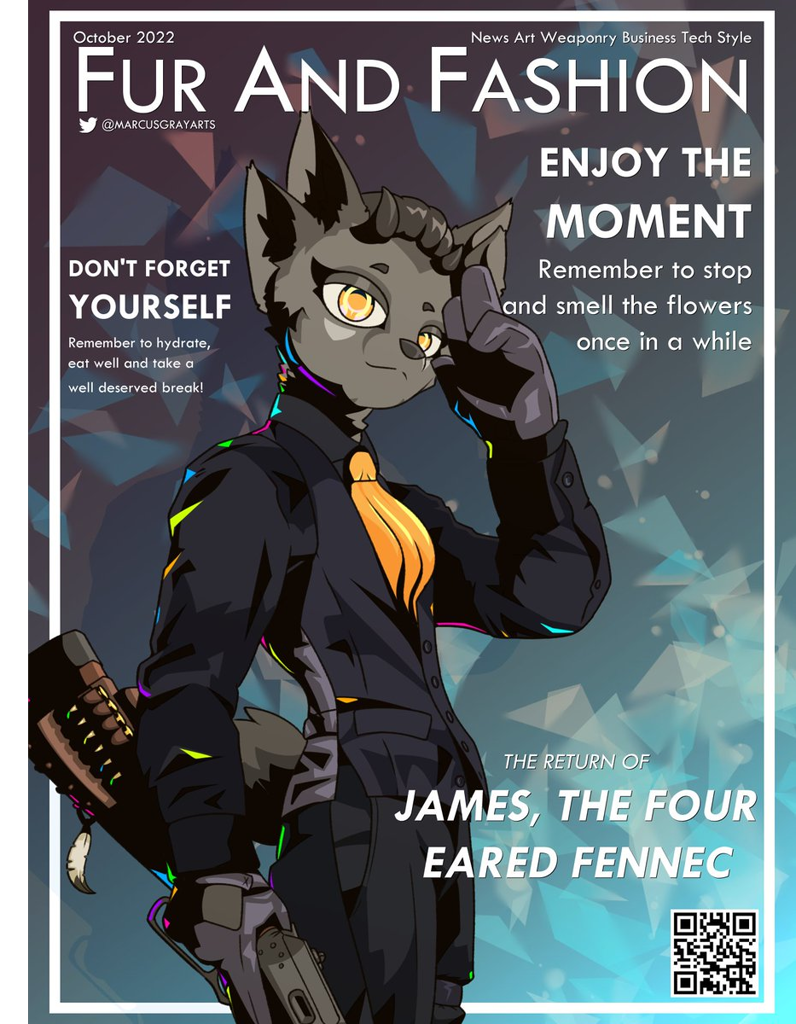 October 2022
News Art Weaponry Business Tech Style
FUR AND FASHION
@MARCUSGRAYARTS
ENJOY THE
MOMENT
Remember to stop
and smell the flowers
once in a while
DON'T FORGET
YOURSELF
Remember to hydrate,
eat well and take a
well deserved break!
THE RETURN OF
JAMES, THE FOUR
EARED FENNEC